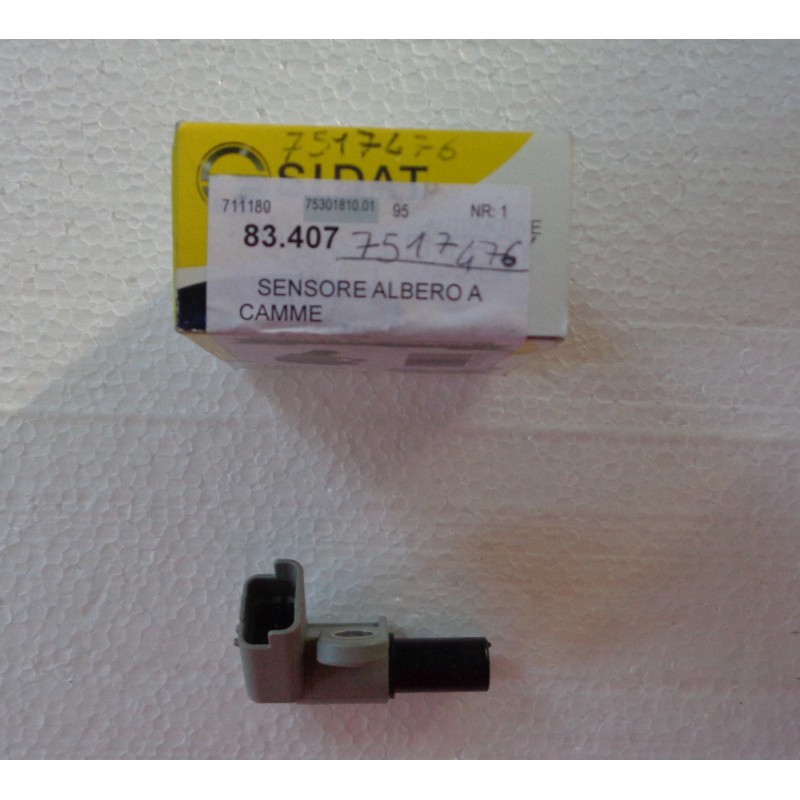 7517476
SIDAT
711180 75301810.01 95 NR: 1
83.407 7517476
SENSORE ALBERO A
CAMME